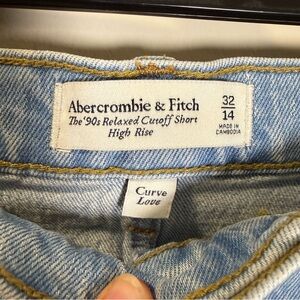 Abercrombie & Fitch
The '90s Relaxed Cutoff Short
High Rise
32
14
MADE IN
CAMBODIA
Curve
Love